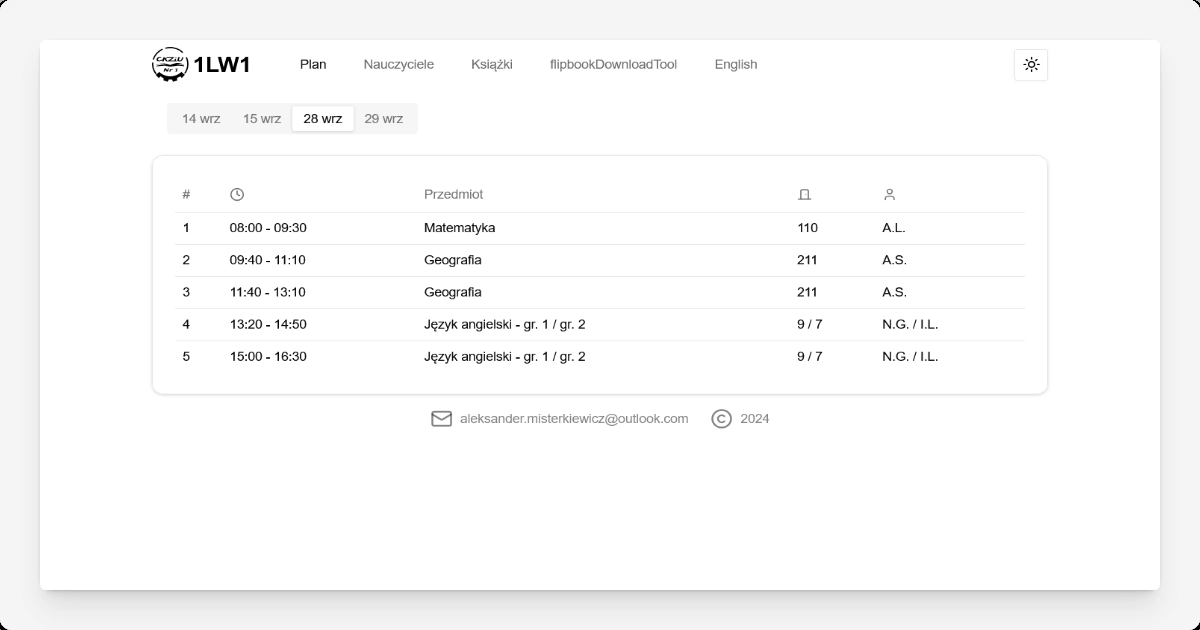 CKZiU
Nr 1
1LW1 Plan Nauczyciele Książki flipbookDownloadTool English
14 wrz 15 wrz 28 wrz 29 wrz
# Przedmiot
1 08:00 - 09:30 Matematyka 110 A.L.
2 09:40 - 11:10 Geografia 211 A.S.
3 11:40 - 13:10 Geografia 211 A.S.
4 13:20 - 14:50 Język angielski - gr. 1 / gr. 2 9 / 7 N.G. / I.L.
5 15:00 - 16:30 Język angielski - gr. 1 / gr. 2 9 / 7 N.G. / I.L.
aleksander.misterkiewicz@outlook.com © 2024